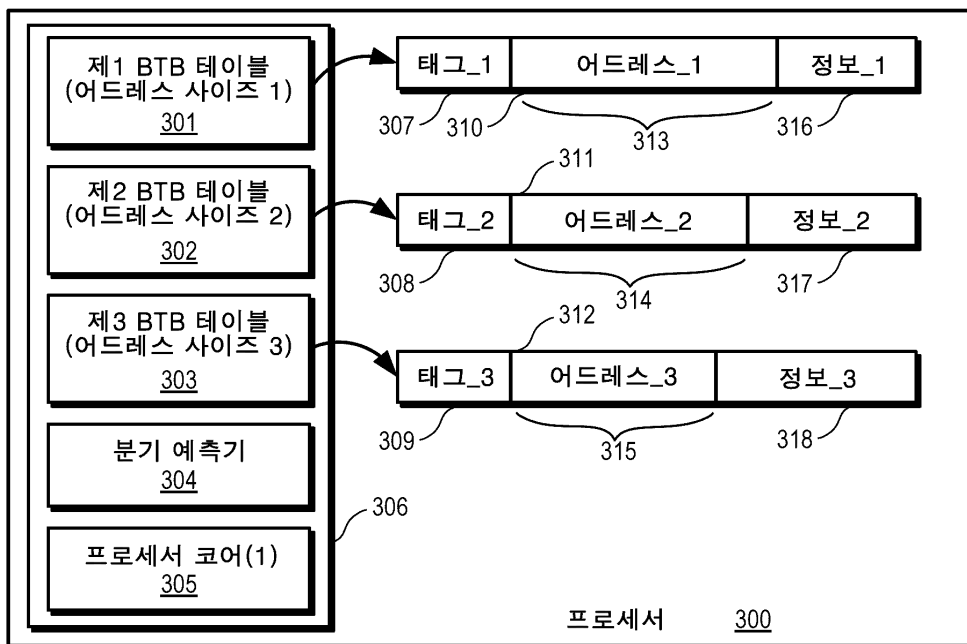 제1 BTB 테이블
(어드레스 사이즈 1)
301
태그_1 어드레스_1 정보_1
307 310 313 316
제2 BTB 테이블
(어드레스 사이즈 2)
302
311
태그_2 어드레스_2 정보_2
308 314 317
제3 BTB 테이블
(어드레스 사이즈 3)
303
312
태그_3 어드레스_3 정보_3
309 315 318
분기 예측기
304
306
프로세서 코어(1)
305
프로세서 300